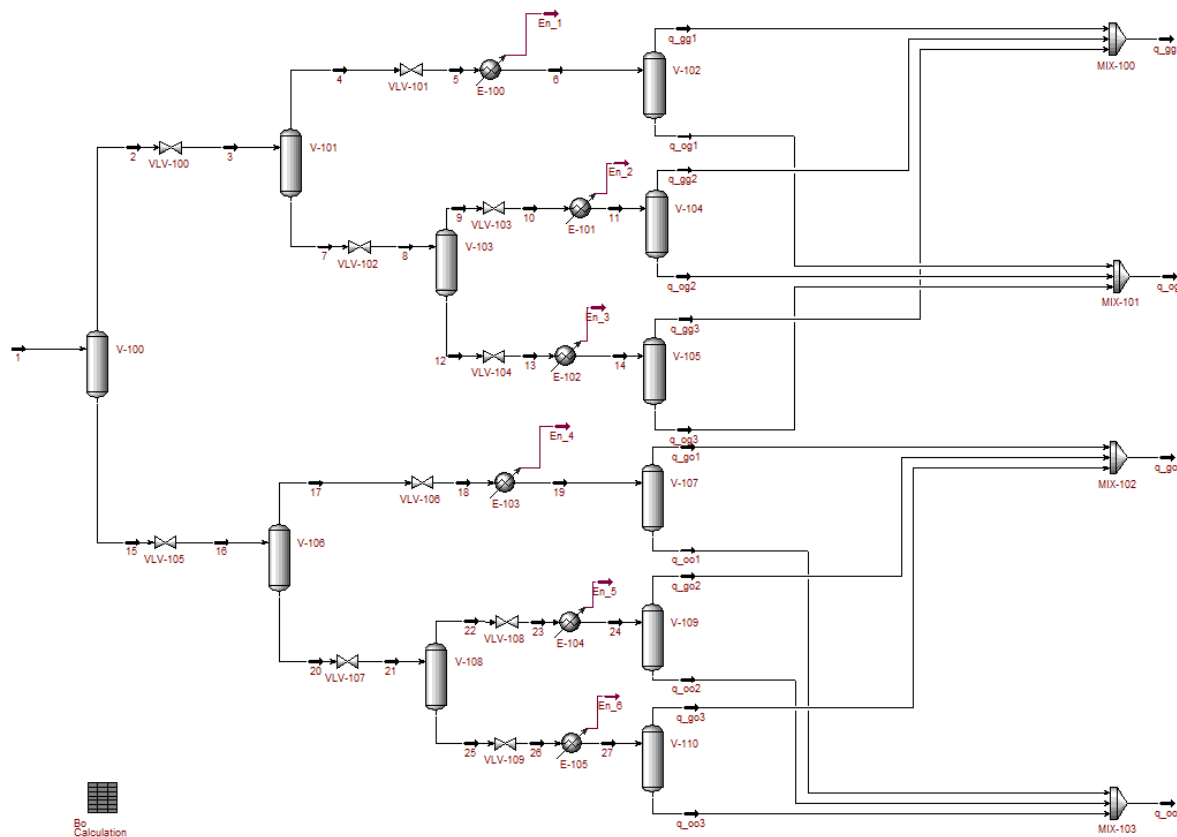 En_1
q_gg1
V-102
MIX-100
q_gg
4
VLV-101
5
E-100
6
2
VLV-100
3
V-101
q_og1
En_2
q_gg2
9
VLV-103
10
E-101
11
V-104
7
VLV-102
8
V-103
q_og2
MIX-101
q_og
En_3
q_gg3
1
V-100
12
VLV-104
13
E-102
14
V-105
q_og3
En_4
q_go1
MIX-102
q_go
17
VLV-106
18
E-103
19
V-107
15
VLV-105
16
V-106
q_oo1
En_5
q_go2
22
VLV-108
23
E-104
24
V-109
20
VLV-107
21
V-108
q_oo2
En_6
q_go3
25
VLV-109
26
E-105
27
V-110
q_oo3
MIX-103
q_oo
Bo
Calculation